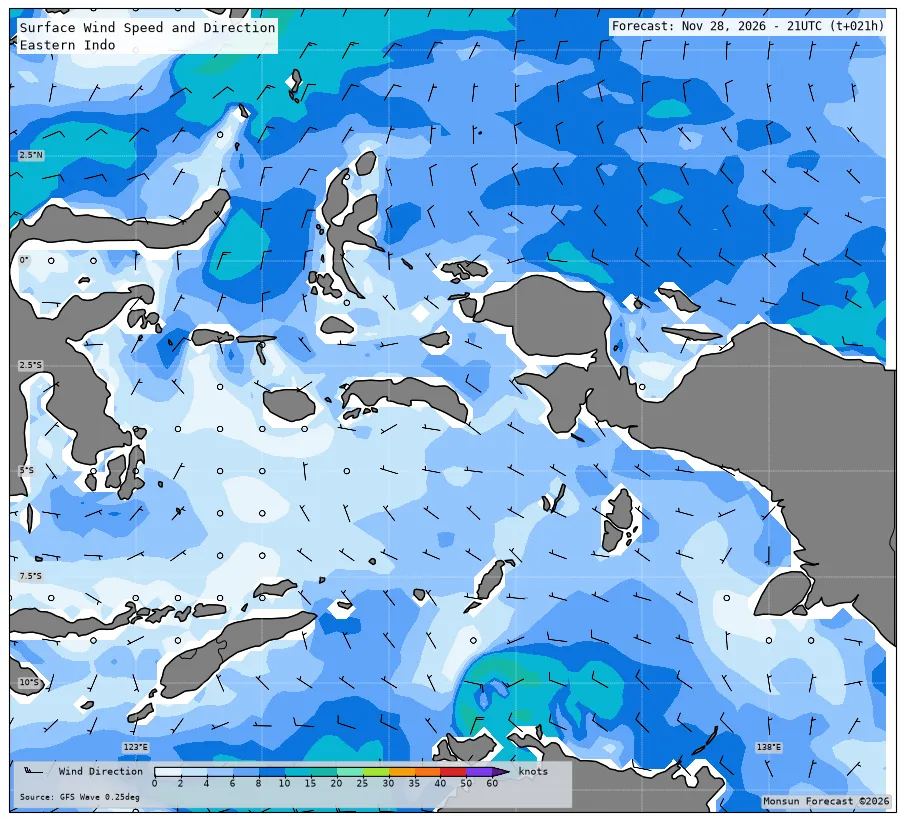 Surface Wind Speed and Direction
Eastern Indo
Forecast: Nov 28, 2026 - 21UTC (t+021h)
2.5°N
0°
2.5°S
5°S
7.5°S
10°S
123°E
138°E
Wind Direction
0 2 4 6 8 10 15 20 25 30 35 40 50 60
knots
Source: GFS Wave 0.25deg
Monsun Forecast ©2026